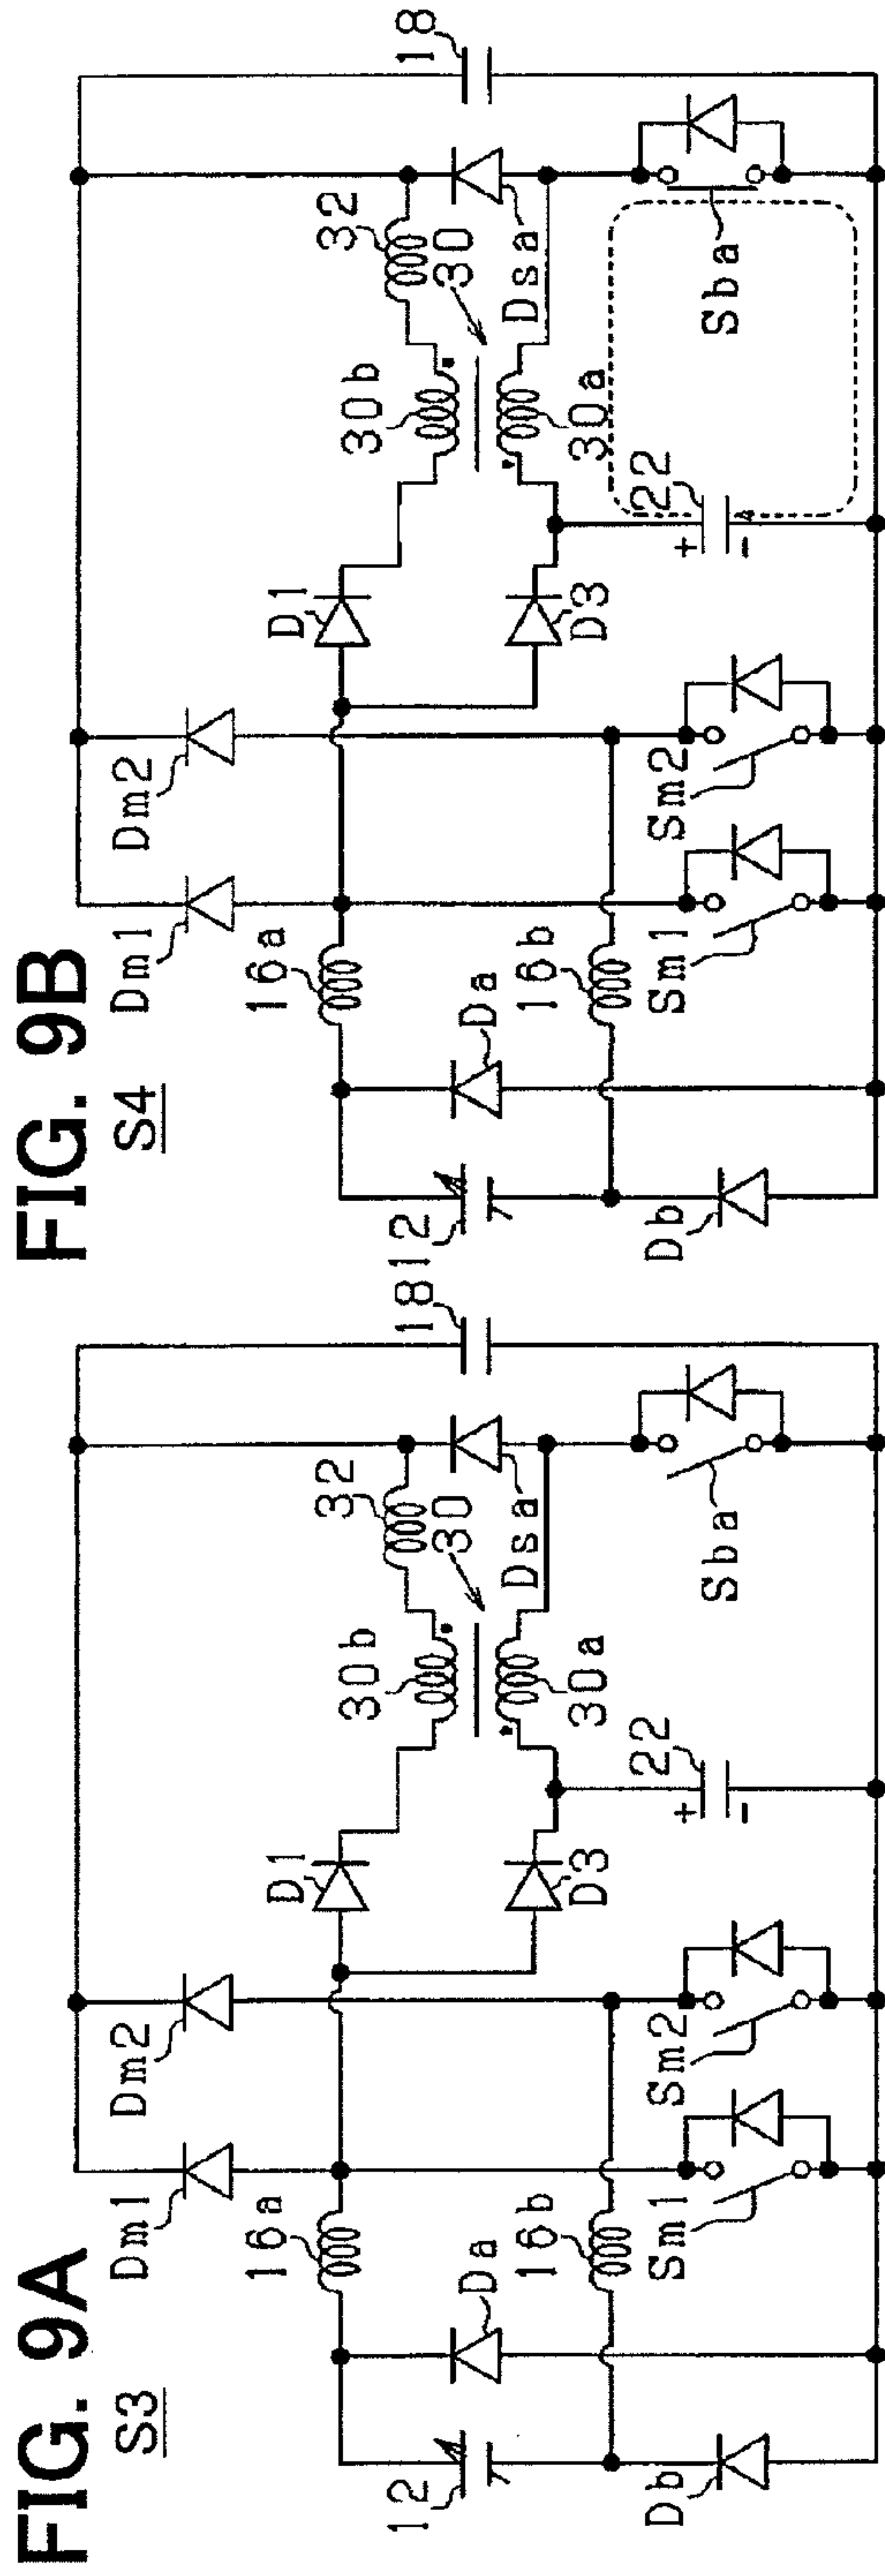 FIG. 9A
S3
Dm1
Dm2
16a
D1
30b
32
18
12
30
Da
Dsa
16b
D3
30a
22
+
-
Db
Sm1
Sm2
Sba
FIG. 9B
S4
Dm1
Dm2
16a
D1
30b
32
18
12
30
Da
Dsa
16b
D3
30a
22
+
-
Db
Sm1
Sm2
Sba